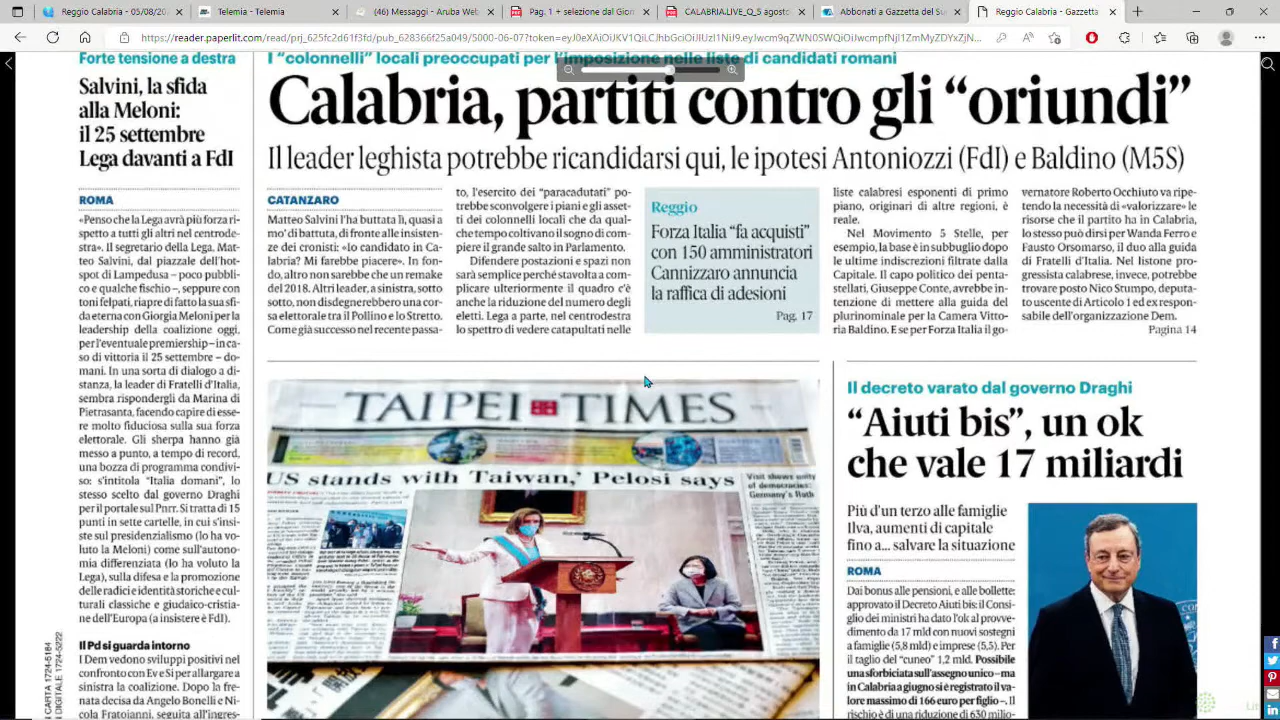 Reggio Calabria - 05/08/20
Telemia - Telemia
(46) Messaggi - Aruba Web
Pag. 1 + selezione dal Gior
CALABRIALIVE_5_5 agosto
Abbonati a Gazzetta del Su
Reggio Calabria - Gazzetta
Forte tensione a destra
Salvini, la sfida
alla Meloni:
il 25 settembre
Lega davanti a FdI
ROMA
«Penso che la Lega avrà più forza ri-
spetto a tutti gli altri nel centrode-
stra». Il segretario della Lega, Mat-
teo Salvini, dal piazzale dell'hot-
spot di Lampedusa – poco pubbli-
co e qualche fischio –, seppure con
toni felpati, riapre di fatto la sua sfi-
da eterna con Giorgia Meloni per la
leadership della coalizione oggi,
per l'eventuale premiership – in ca-
so di vittoria il 25 settembre – do-
mani. In una sorta di dialogo a di-
stanza, la leader di Fratelli d'Italia,
sembra rispondergli da Marina di
Pietrasanta, facendo capire di esse-
re molto fiduciosa sulla sua forza
elettorale. Gli sherpa hanno già
messo a punto, a tempo di record,
una bozza di programma condivi-
so: s'intitola "Italia domani", lo
stesso scelto dal governo Draghi
per il portale sul Pnrr. Si tratta di 15
punti in sette cartelle, in cui s'insi-
presidenzialismo (lo ha vo-
luto la Meloni) come sull'autono-
mia differenziata (lo ha voluto la
Lega), sulla difesa e la promozione
identità storiche e cul-
turali classiche e giudaico-cristia-
ne dell'Europa (a insistere è FdI).
Il Pd guarda intorno
I Dem vedono sviluppi positivi nel
confronto con Ev e Si per allargare a
sinistra la coalizione. Dopo la fre-
nata decisa da Angelo Bonelli e Ni-
cola Fratoianni, seguita all'ingres-
I "colonnelli" locali preoccupati per l'imposizione nelle liste di candidati romani
Calabria, partiti contro gli "oriundi"
Il leader leghista potrebbe ricandidarsi qui, le ipotesi Antoniozzi (FdI) e Baldino (M5S)
CATANZARO
Matteo Salvini l'ha buttata lì, quasi a
mo' di battuta, di fronte alle insisten-
ze dei cronisti: «Io candidato in Ca-
labria? Mi farebbe piacere». In fon-
do, altro non sarebbe che un remake
del 2018. Altri leader, a sinistra, sotto
sotto, non disdegnerebbero una cor-
sa elettorale tra il Pollino e lo Stretto.
Come già successo nel recente passa-
to, l'esercito dei "paracadutati" po-
trebbe sconvolgere i piani e gli asset-
ti dei colonnelli locali che da qual-
che tempo coltivano il sogno di com-
piere il grande salto in Parlamento.
Difendere postazioni e spazi non
sarà semplice perché stavolta a com-
plicare ulteriormente il quadro c'è
anche la riduzione del numero degli
eletti. Lega a parte, nel centrodestra
lo spettro di vedere catapultati nelle
Reggio
Forza Italia "fa acquisti"
con 150 amministratori
Cannizzaro annuncia
la raffica di adesioni
Pag. 17
liste calabresi esponenti di primo
piano, originari di altre regioni, è
reale.
Nel Movimento 5 Stelle, per
esempio, la base è in subbuglio dopo
le ultime indiscrezioni filtrate dalla
Capitale. Il capo politico dei penta-
stellati, Giuseppe Conte, avrebbe in-
tenzione di mettere alla guida del
plurinominale per la Camera Vitto-
ria Baldino. E se per Forza Italia il go-
vernatore Roberto Occhiuto va ripe-
tendo la necessità di «valorizzare» le
risorse che il partito ha in Calabria,
lo stesso può dirsi per Wanda Ferro e
Fausto Orsomarso, il duo alla guida
di Fratelli d'Italia. Nel listone pro-
gressista calabrese, invece, potrebbe
trovare posto Nico Stumpo, deputa-
to uscente di Articolo 1 ed ex respon-
sabile dell'organizzazione Dem.
Pagina 14
TAIPEI TIMES
US stands with Taiwan,' Pelosi says
Visit shows unity
of democracies:
Germany's Roth
Il decreto varato dal governo Draghi
"Aiuti bis", un ok
che vale 17 miliardi
Più d'un terzo alle famiglie
Ilva, aumenti di capitale
fino a... salvare la situazione
ROMA
Dai bonus alle pensioni, e alle bollette
approvato il Decreto Aiuti bis: il Consi-
glio dei ministri ha dato l'ok al provve-
dimento da 17 mld con nuovi sostegni
a famiglie (5,8 mld) e imprese (5,5). Per
il taglio del "cuneo" 1,2 mld. Possibile
una sforbiciata sull'assegno unico – ma
in Calabria a giugno si è registrato il va-
lore massimo di 166 euro per figlio –. Il
rischio è di una riduzione di 630 milio-